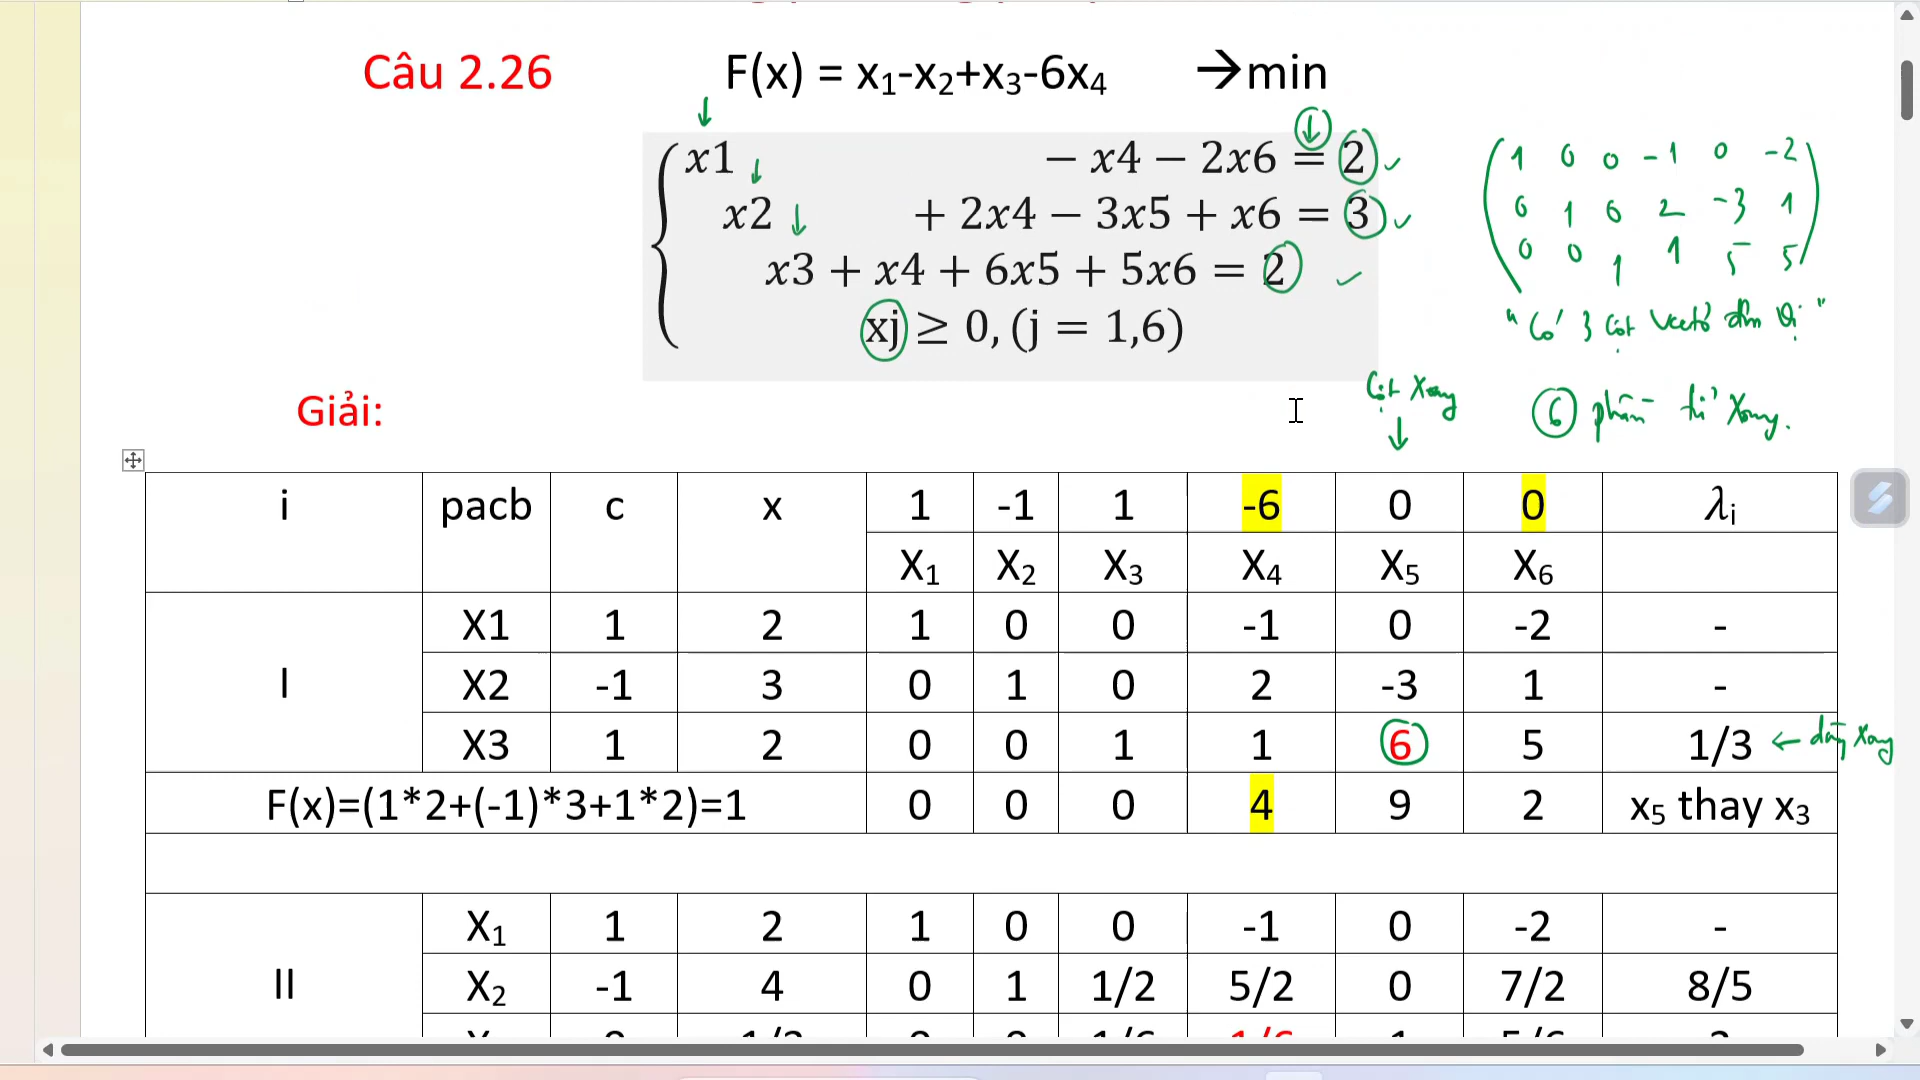 Câu 2.26 F(x) = x₁-x₂+x₃-6x₄ →min
x1 − x4 − 2x6 = 2
x2 + 2x4 − 3x5 + x6 = 3
x3 + x4 + 6x5 + 5x6 = 2
xj ≥ 0, (j = 1,6)
1 0 0 -1 0 -2
0 1 0 2 -3 1
0 0 1 1 5 5
"Có 3 cột vectơ đơn vị"
Giải:
Cột xoay
↓
6 phần tử xoay.
i pacb c x 1 -1 1 -6 0 0 λᵢ
X₁ X₂ X₃ X₄ X₅ X₆
I
X1 1 2 1 0 0 -1 0 -2 -
X2 -1 3 0 1 0 2 -3 1 -
X3 1 2 0 0 1 1 6 5 1/3 ← dòng xoay
F(x)=(1*2+(-1)*3+1*2)=1 0 0 0 4 9 2 x₅ thay x₃
II
X₁ 1 2 1 0 0 -1 0 -2 -
X₂ -1 4 0 1 1/2 5/2 0 7/2 8/5